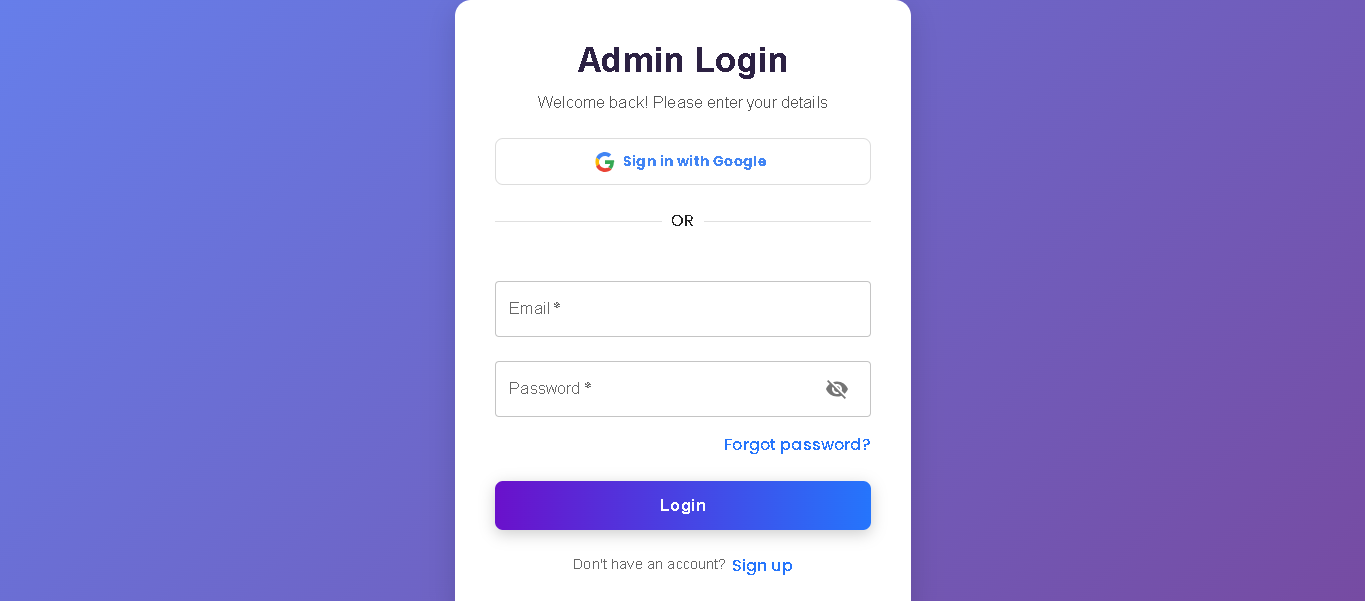 Admin Login
Welcome back! Please enter your details
Sign in with Google
OR
Email *
Password *
Forgot password?
Login
Don't have an account? Sign up